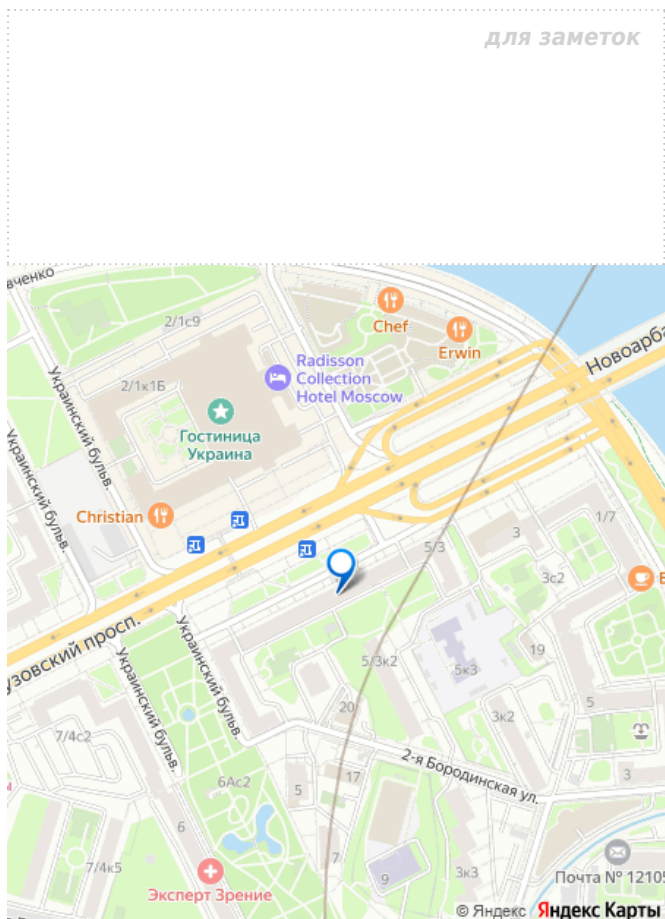 для заметок
вченко
2/1с9
Chef
Erwin
Новоарба
Radisson
Collection
Hotel Moscow
2/1к1Б
Украинский бульв.
Гостиница
Украина
Украинский бульв.
Christian
1/7
3
5/3
3с2
Е
узовский просп.
Украинский бульв.
Украинский бульв.
5/3к2
5к3
19
20
3к2
5
7/4с2
2-я Бородинская ул.
6Ас2
5
17
3
6
7
9
3к3
7/4к5
Эксперт Зрение
Почта № 12105
© Яндекс Яндекс Карты